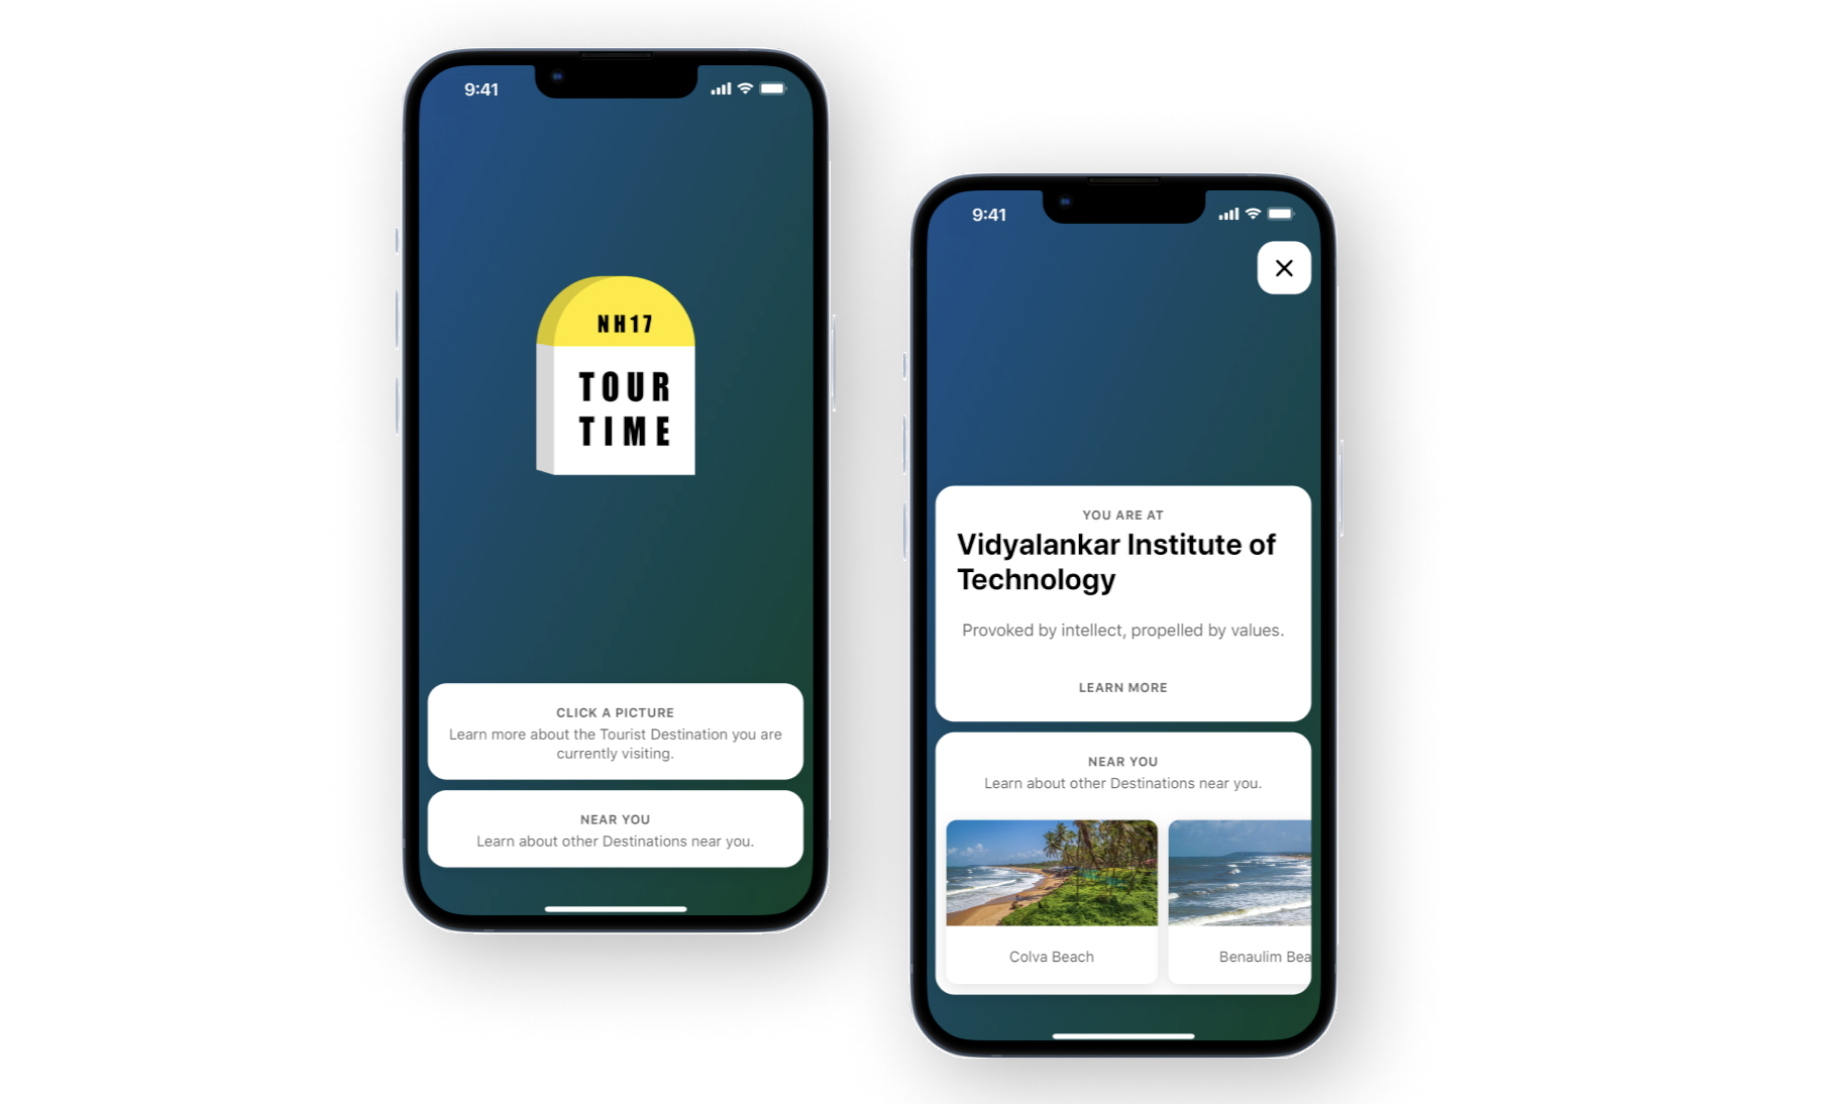 9:41
NH17
TOUR
TIME
CLICK A PICTURE
Learn more about the Tourist Destination you are
currently visiting.
NEAR YOU
Learn about other Destinations near you.
9:41
YOU ARE AT
Vidyalankar Institute of
Technology
Provoked by intellect, propelled by values.
LEARN MORE
NEAR YOU
Learn about other Destinations near you.
Colva Beach
Benaulim Bea